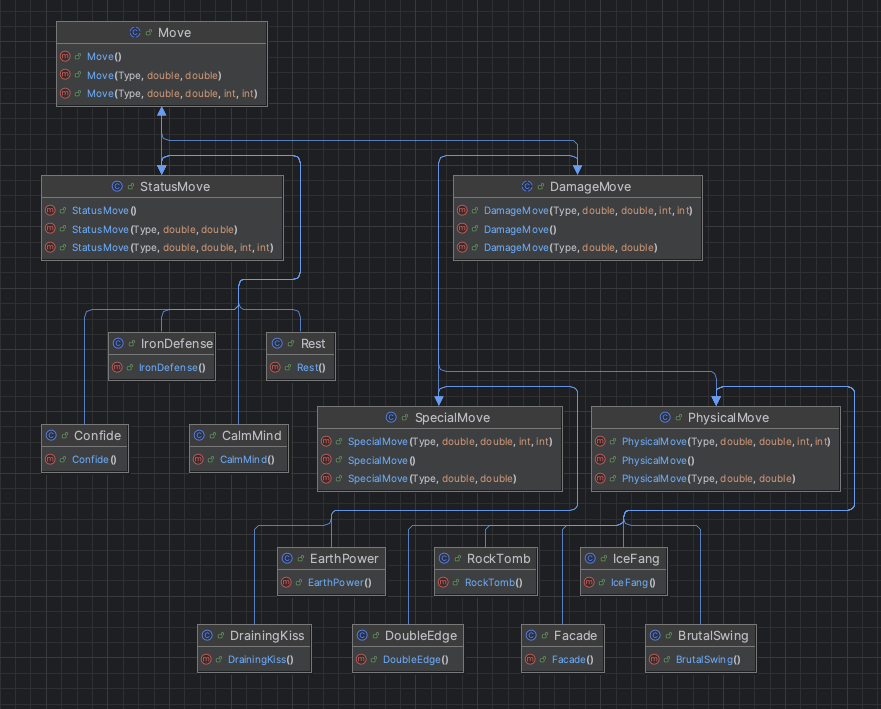 Move
Move()
Move(Type, double, double)
Move(Type, double, double, int, int)
StatusMove
StatusMove()
StatusMove(Type, double, double)
StatusMove(Type, double, double, int, int)
DamageMove
DamageMove(Type, double, double, int, int)
DamageMove()
DamageMove(Type, double, double)
IronDefense
IronDefense()
Rest
Rest()
Confide
Confide()
CalmMind
CalmMind()
SpecialMove
SpecialMove(Type, double, double, int, int)
SpecialMove()
SpecialMove(Type, double, double)
PhysicalMove
PhysicalMove(Type, double, double, int, int)
PhysicalMove()
PhysicalMove(Type, double, double)
EarthPower
EarthPower()
RockTomb
RockTomb()
IceFang
IceFang()
DrainingKiss
DrainingKiss()
DoubleEdge
DoubleEdge()
Facade
Facade()
BrutalSwing
BrutalSwing()